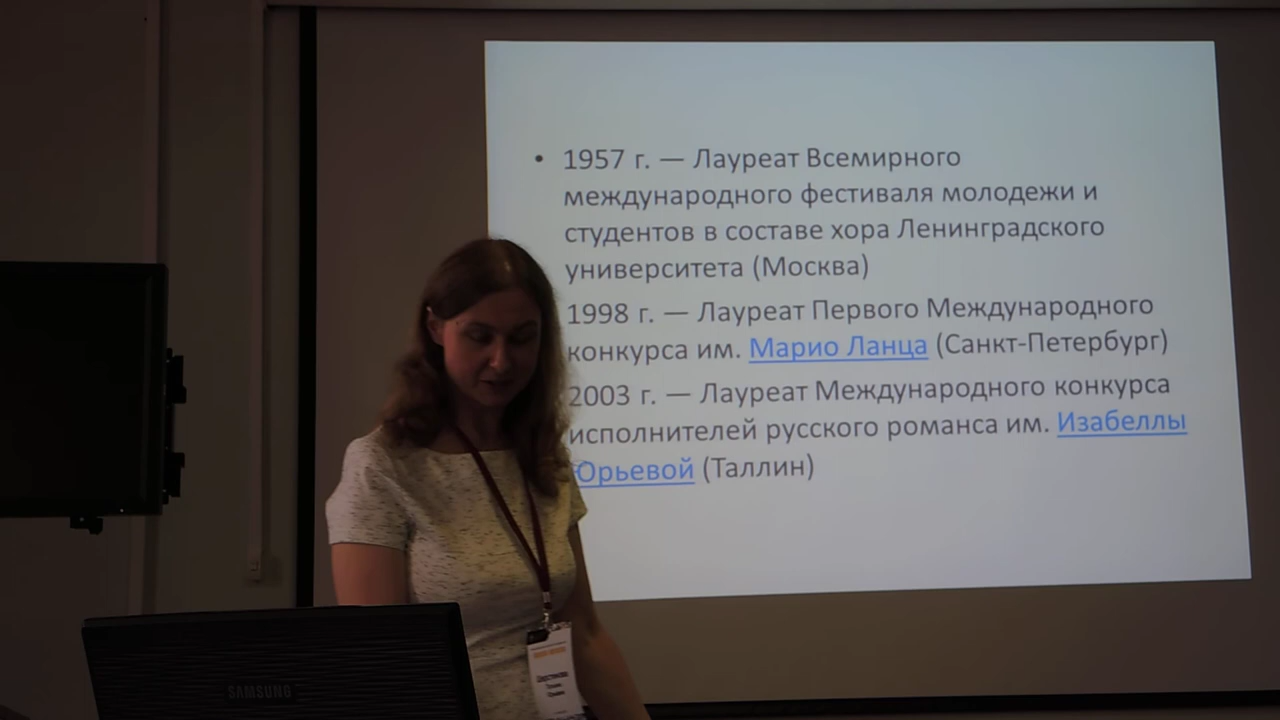 • 1957 г. — Лауреат Всемирного
международного фестиваля молодежи и
студентов в составе хора Ленинградского
университета (Москва)
1998 г. — Лауреат Первого Международного
конкурса им. Марио Ланца (Санкт-Петербург)
2003 г. — Лауреат Международного конкурса
исполнителей русского романса им. Изабеллы
Юрьевой (Таллин)
SAMSUNG